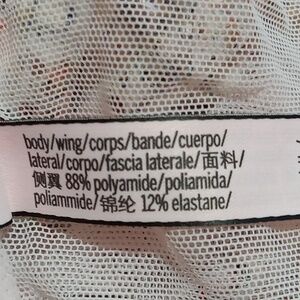 body/wing/corps/bande/cuerpo/
lateral/corpo/fascia laterale/面料/
侧翼 88% polyamide/poliamida/
poliammide/锦纶 12% elastane/